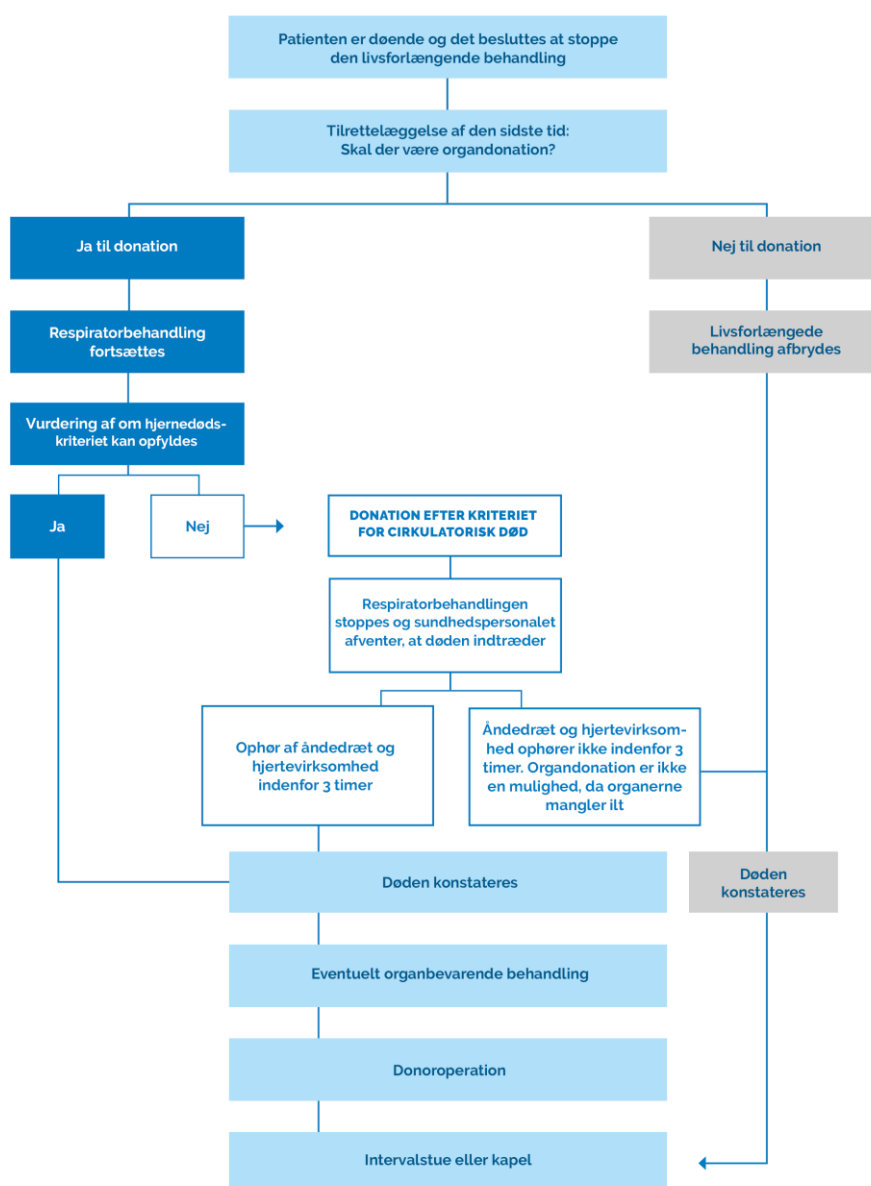 Patienten er døende og det besluttes at stoppe
den livsforlængende behandling
Tilrettelæggelse af den sidste tid:
Skal der være organdonation?
Ja til donation
Nej til donation
Respiratorbehandling
fortsættes
Livsforlængede
behandling afbrydes
Vurdering af om hjernedøds-
kriteriet kan opfyldes
Ja
Nej
DONATION EFTER KRITERIET
FOR CIRKULATORISK DØD
Respiratorbehandlingen
stoppes og sundhedspersonalet
afventer, at døden indtræder
Ophør af åndedræt og
hjertevirksomhed
indenfor 3 timer
Åndedræt og hjertevirksom-
hed ophører ikke indenfor 3
timer. Organdonation er ikke
en mulighed, da organerne
mangler ilt
Døden konstateres
Døden
konstateres
Eventuelt organbevarende behandling
Donoroperation
Intervalstue eller kapel